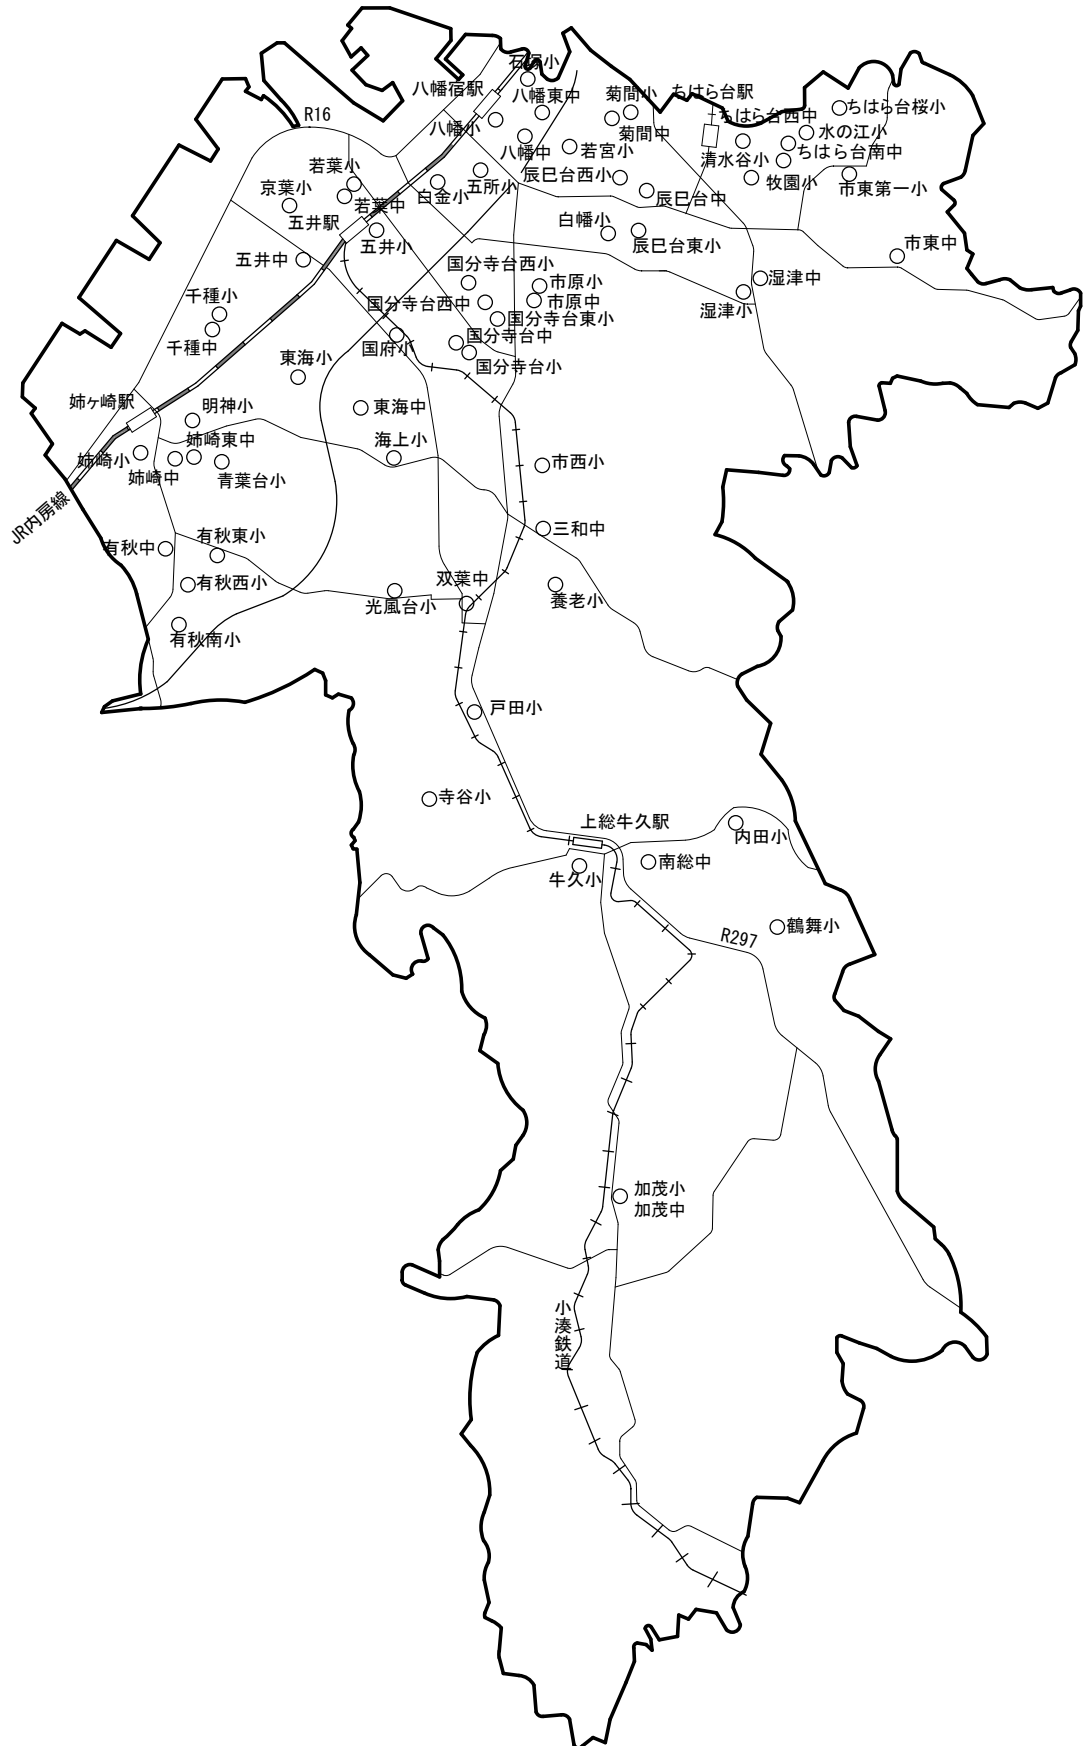 石塚小
八幡宿駅
八幡東中
菊間小
ちはら台駅
ちはら台桜小
R16
八幡小
菊間中
ちはら台西中
水の江小
八幡中
若宮小
清水谷小
ちはら台南中
若葉小
京葉小
若葉中
白金小
五所小
辰巳台西小
辰巳台中
牧園小
市東第一小
五井駅
五井小
白幡小
辰巳台東小
市東中
五井中
国分寺台西小
市原小
湿津中
千種小
国分寺台西中
市原中
湿津小
国分寺台東小
千種中
国府小
国分寺台中
国分寺台小
東海小
姉ヶ崎駅
明神小
東海中
姉崎東中
海上小
姉崎小
姉崎中
青葉台小
市西小
JR内房線
有秋中
有秋東小
三和中
有秋西小
双葉中
光風台小
養老小
有秋南小
戸田小
寺谷小
上総牛久駅
内田小
牛久小
南総中
鶴舞小
R297
加茂小
加茂中
小湊鉄道